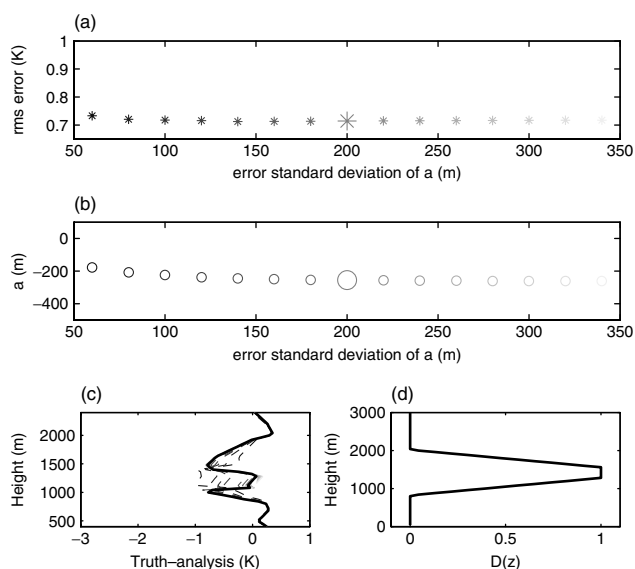 (a)
1
0.9
0.8
0.7
rms error (K)
50 100 150 200 250 300 350
error standard deviation of a (m)
(b)
0
−200
−400
a (m)
50 100 150 200 250 300 350
error standard deviation of a (m)
(c)
2000
1500
1000
500
Height (m)
−3 −2 −1 0 1
Truth–analysis (K)
(d)
3000
2000
1000
0
Height (m)
0 0.5 1
D(z)